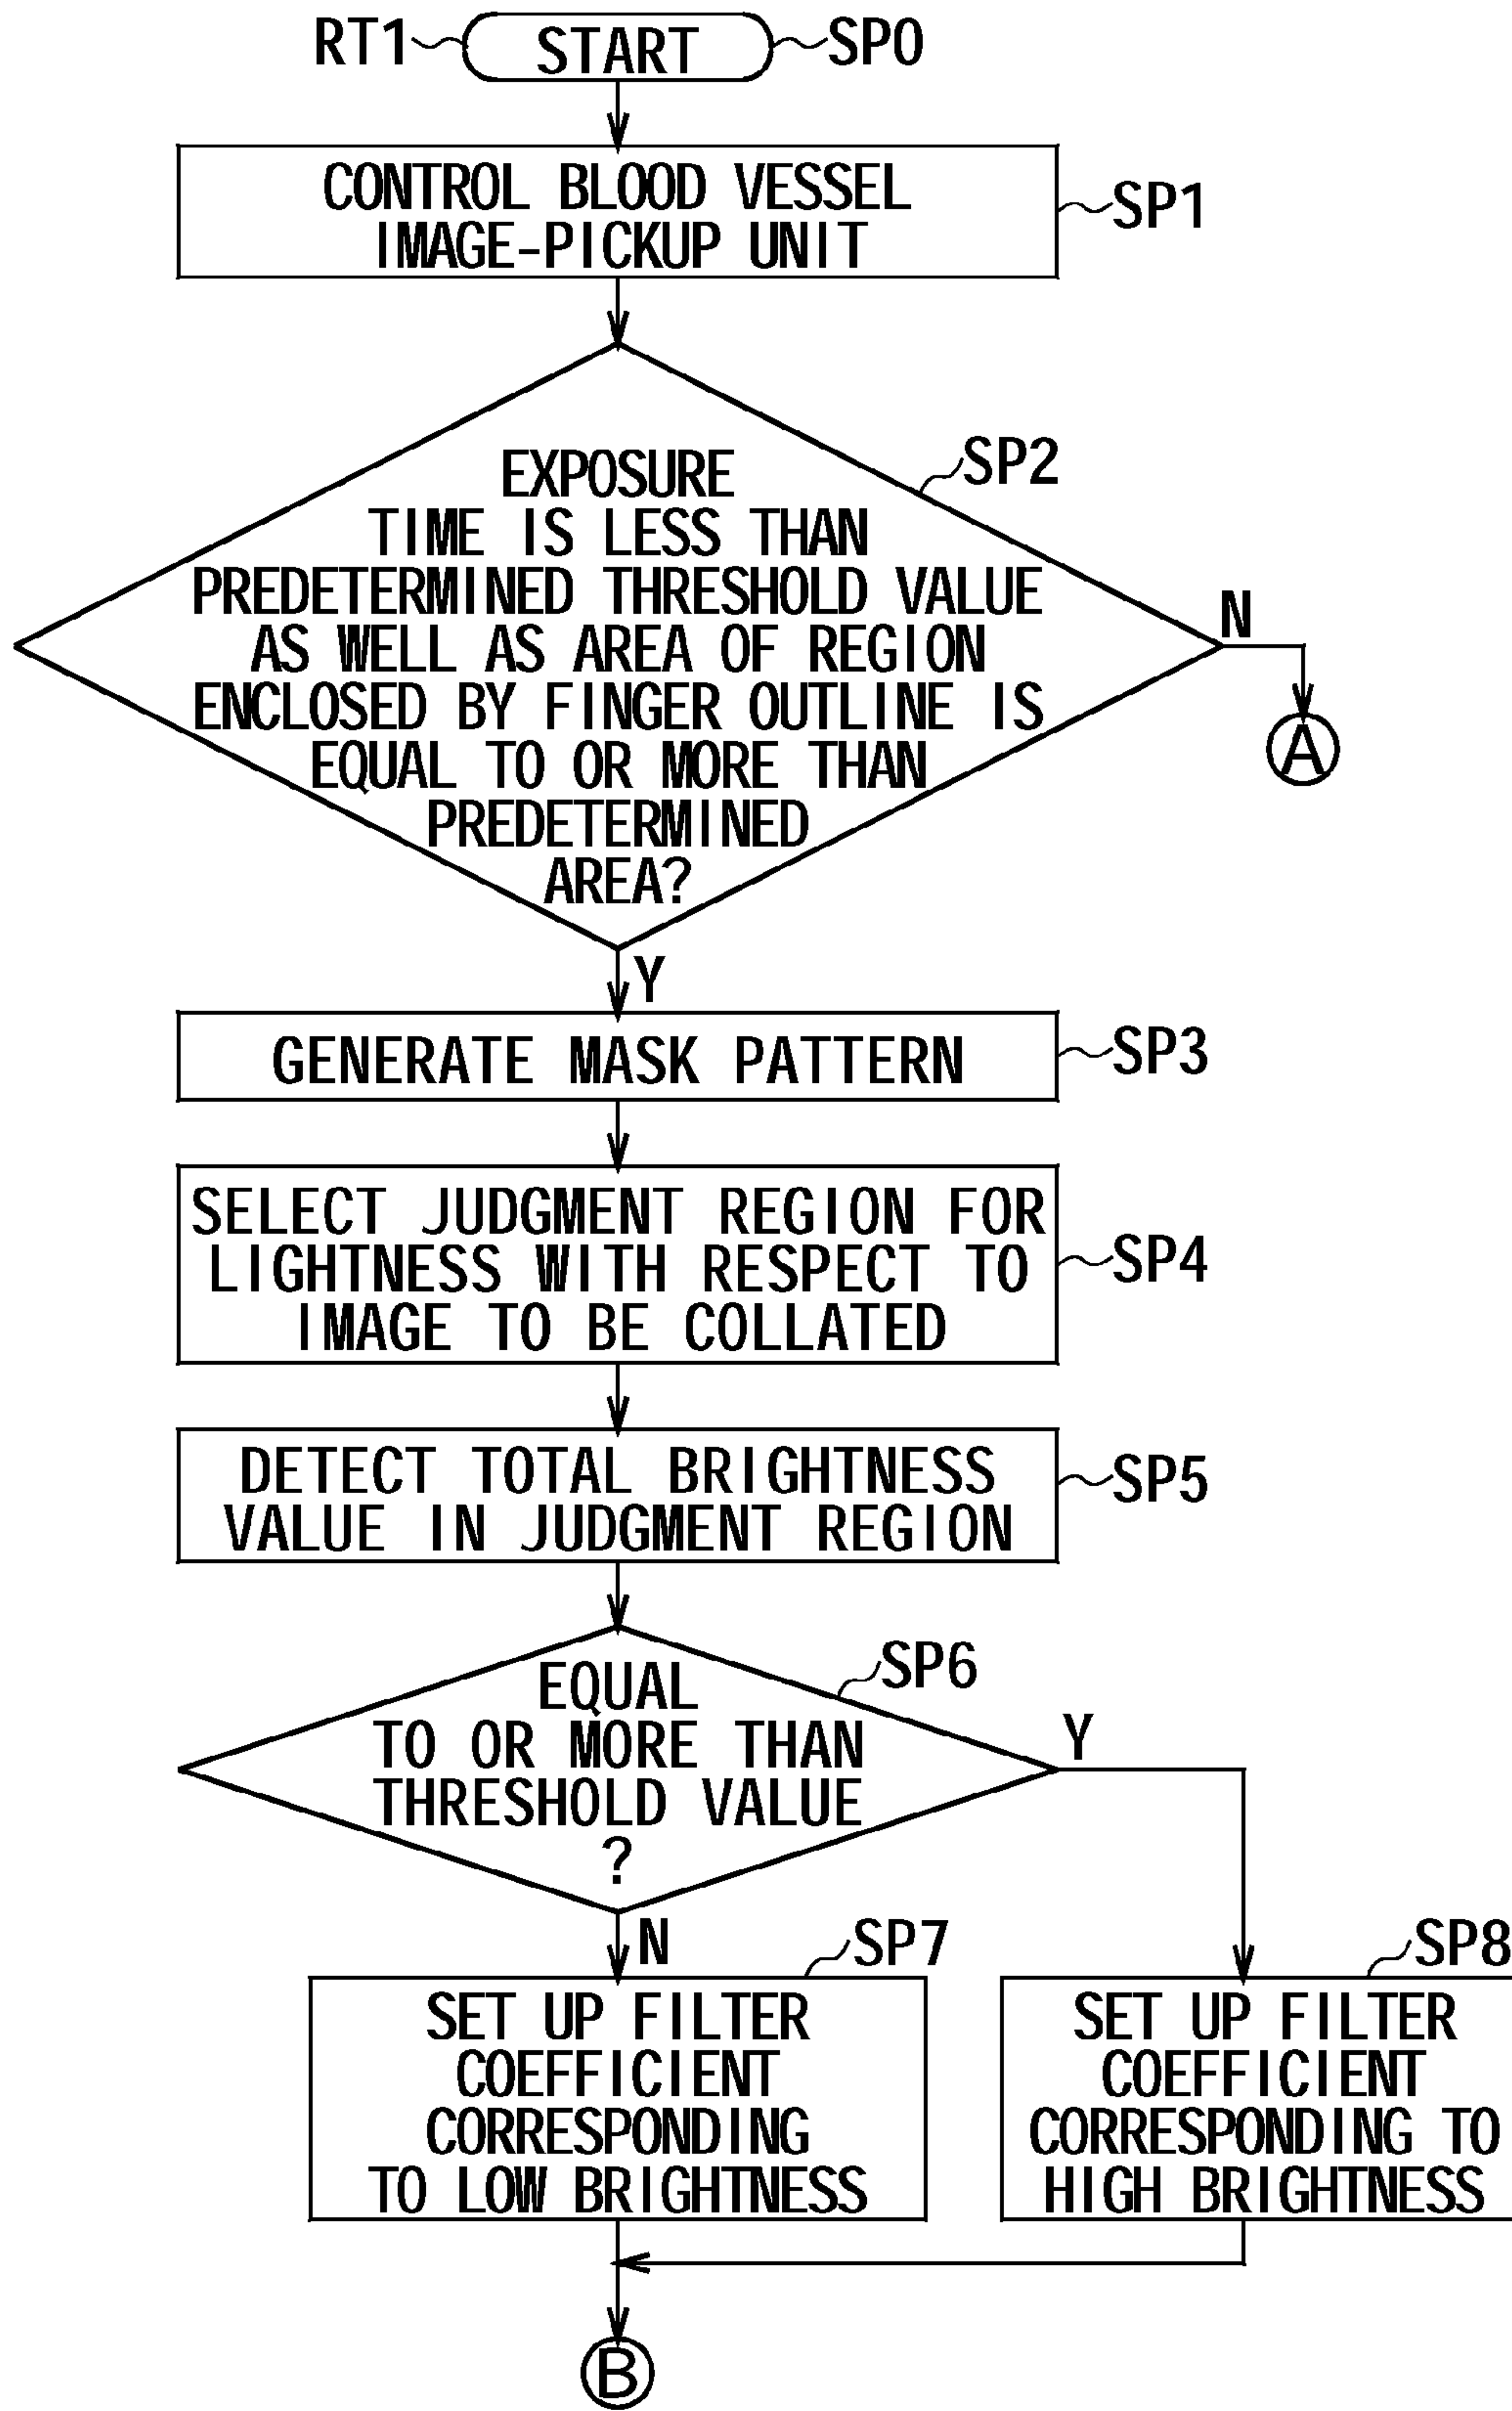 RT1 START SP0
CONTROL BLOOD VESSEL
IMAGE-PICKUP UNIT
SP1
SP2
EXPOSURE
TIME IS LESS THAN
PREDETERMINED THRESHOLD VALUE
AS WELL AS AREA OF REGION
ENCLOSED BY FINGER OUTLINE IS
EQUAL TO OR MORE THAN
PREDETERMINED
AREA?
N
A
Y
GENERATE MASK PATTERN
SP3
SELECT JUDGMENT REGION FOR
LIGHTNESS WITH RESPECT TO
IMAGE TO BE COLLATED
SP4
DETECT TOTAL BRIGHTNESS
VALUE IN JUDGMENT REGION
SP5
SP6
EQUAL
TO OR MORE THAN
THRESHOLD VALUE
?
Y
N
SP7
SET UP FILTER
COEFFICIENT
CORRESPONDING
TO LOW BRIGHTNESS
SP8
SET UP FILTER
COEFFICIENT
CORRESPONDING TO
HIGH BRIGHTNESS
B